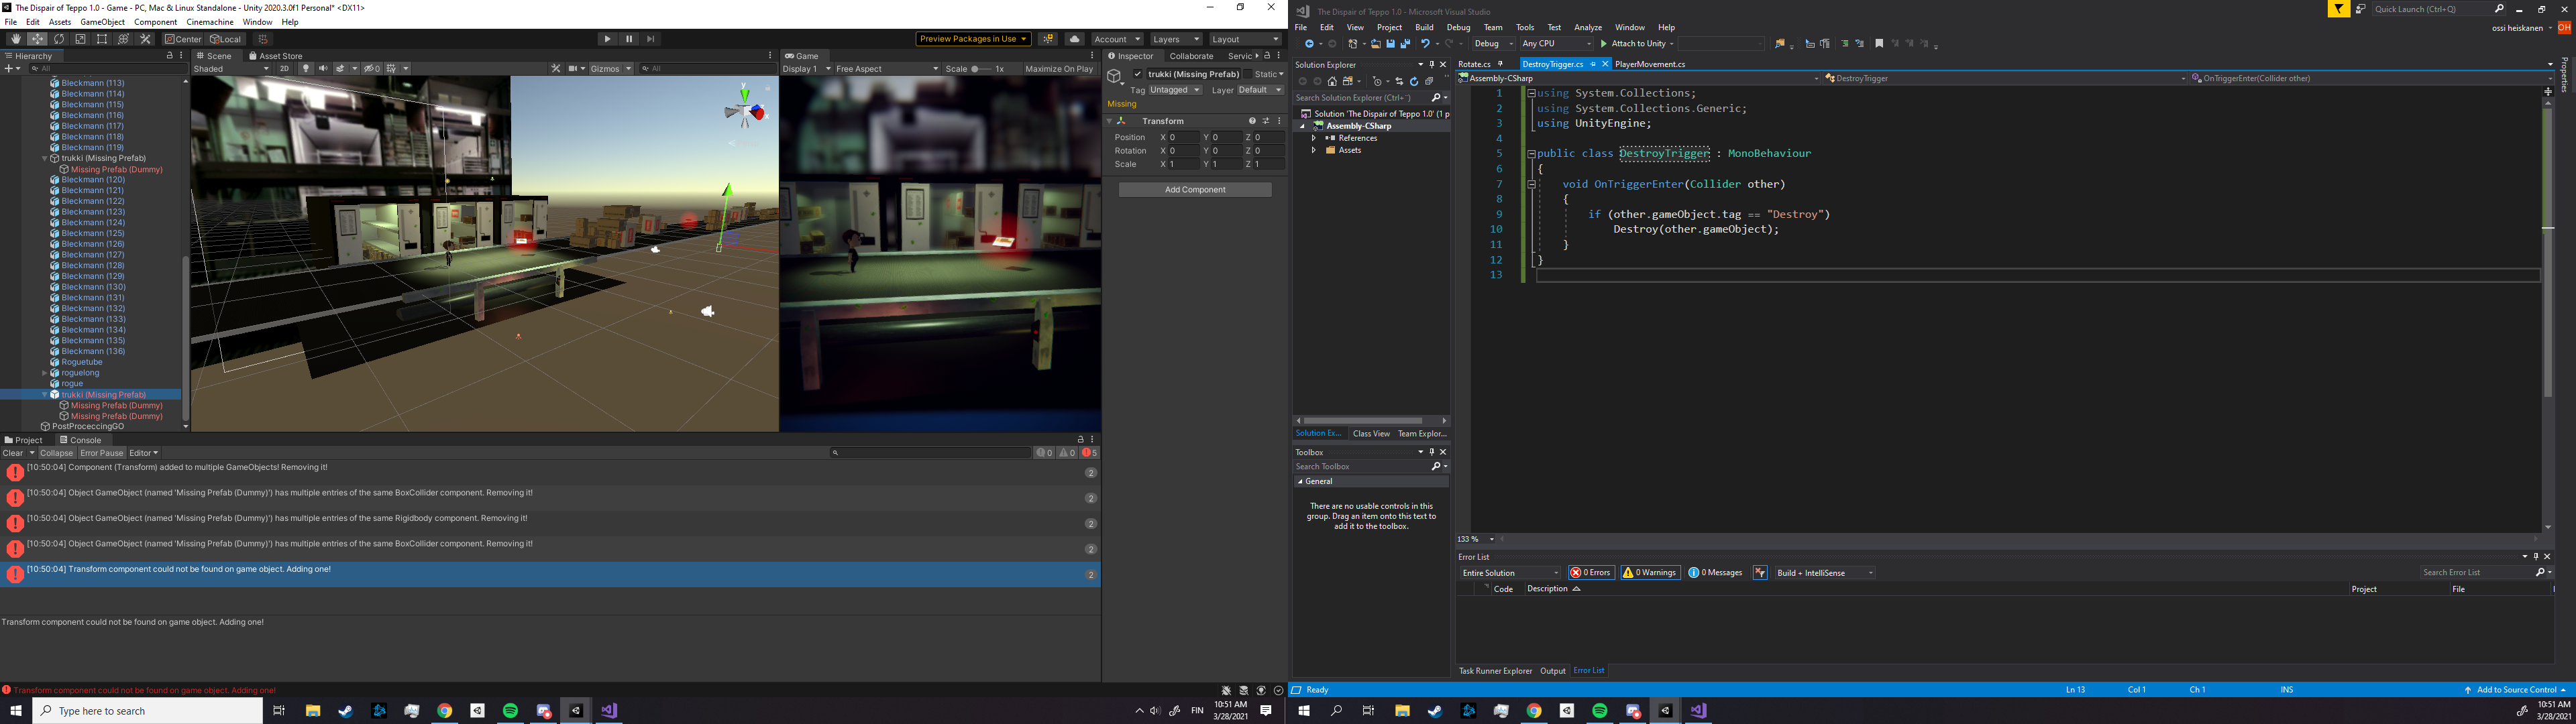 The Dispair of Teppo 1.0 - Game - PC, Mac & Linux Standalone - Unity 2020.3.0f1 Personal* <DX11>
File Edit Assets GameObject Component Cinemachine Window Help
Center Local Preview Packages in Use Account Layers Layout
Hierarchy
All
Bleckmann (113)
Bleckmann (114)
Bleckmann (115)
Bleckmann (116)
Bleckmann (117)
Bleckmann (118)
Bleckmann (119)
trukki (Missing Prefab)
Missing Prefab (Dummy)
Bleckmann (120)
Bleckmann (121)
Bleckmann (122)
Bleckmann (123)
Bleckmann (124)
Bleckmann (125)
Bleckmann (126)
Bleckmann (127)
Bleckmann (128)
Bleckmann (129)
Bleckmann (130)
Bleckmann (131)
Bleckmann (132)
Bleckmann (133)
Bleckmann (134)
Bleckmann (135)
Bleckmann (136)
Roguetube
roguelong
rogue
trukki (Missing Prefab)
Missing Prefab (Dummy)
Missing Prefab (Dummy)
PostProceccingGO
Scene Asset Store
Shaded 2D 0 Gizmos All
y
x
Game
Display 1 Free Aspect Scale 1x Maximize On Play
Inspector Collaborate Servic
trukki (Missing Prefab) Static
Tag Untagged Layer Default
Missing
Transform
Position X 0 Y 0 Z 0
Rotation X 0 Y 0 Z 0
Scale X 1 Y 1 Z 1
Add Component
Project Console
Clear Collapse Error Pause Editor 0 0 5
[10:50:04] Component (Transform) added to multiple GameObjects! Removing it! 2
[10:50:04] Object GameObject (named 'Missing Prefab (Dummy)') has multiple entries of the same BoxCollider component. Removing it! 2
[10:50:04] Object GameObject (named 'Missing Prefab (Dummy)') has multiple entries of the same Rigidbody component. Removing it! 2
[10:50:04] Object GameObject (named 'Missing Prefab (Dummy)') has multiple entries of the same BoxCollider component. Removing it! 2
[10:50:04] Transform component could not be found on game object. Adding one! 2
Transform component could not be found on game object. Adding one!
Transform component could not be found on game object. Adding one!
Type here to search
FIN
10:51 AM
3/28/2021
The Dispair of Teppo 1.0 - Microsoft Visual Studio
Quick Launch (Ctrl+Q)
File Edit View Project Build Debug Team Tools Test Analyze Window Help
ossi heiskanen OH
Debug Any CPU Attach to Unity
Solution Explorer
Search Solution Explorer (Ctrl+¨)
Solution 'The Dispair of Teppo 1.0' (1 p
Assembly-CSharp
References
Assets
Solution Ex... Class View Team Explor...
Toolbox
Search Toolbox
General
There are no usable controls in this
group. Drag an item onto this text to
add it to the toolbox.
Rotate.cs DestroyTrigger.cs PlayerMovement.cs
Assembly-CSharp DestroyTrigger OnTriggerEnter(Collider other)
1 using System.Collections;
2 using System.Collections.Generic;
3 using UnityEngine;
4
5 public class DestroyTrigger : MonoBehaviour
6 {
7 void OnTriggerEnter(Collider other)
8 {
9 if (other.gameObject.tag == "Destroy")
10 Destroy(other.gameObject);
11 }
12 }
13
133 %
Properties
Error List
Entire Solution 0 Errors 0 Warnings 0 Messages Build + IntelliSense Search Error List
Code Description Project File
Task Runner Explorer Output Error List
Ready Ln 13 Col 1 Ch 1 INS Add to Source Control
10:51 AM
3/28/2021